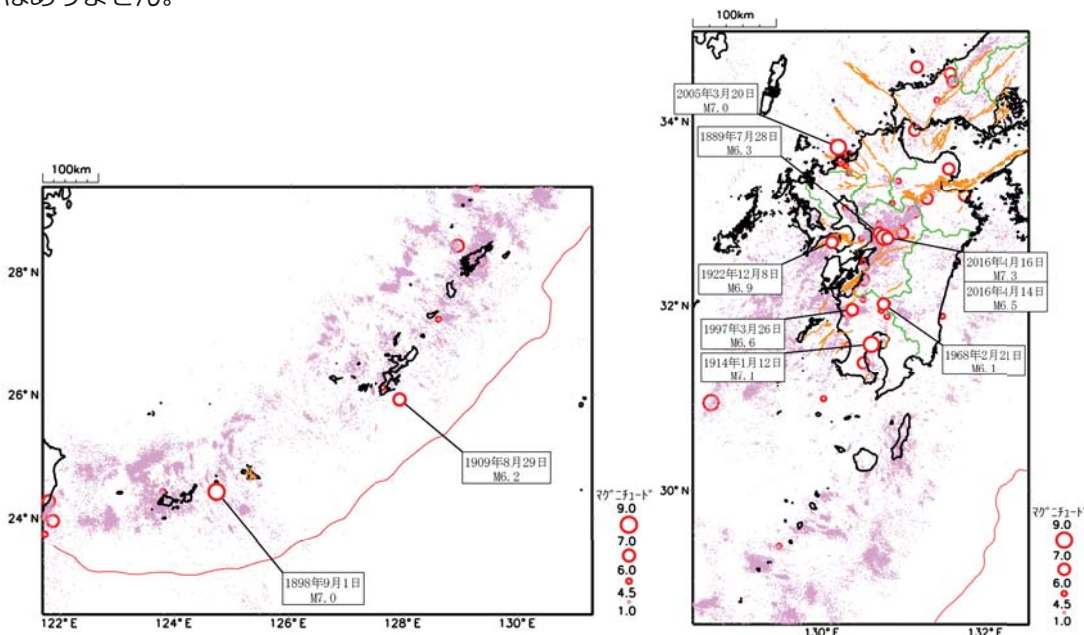 はありません。
100km
28°N
26°N
24°N
122°E
124°E
126°E
128°E
130°E
1909年8月29日
M6.2
1898年9月1日
M7.0
ﾏｸﾞﾆﾁｭｰﾄﾞ
9.0
7.0
6.0
4.5
1.0
100km
34°N
32°N
30°N
130°E
132°E
2005年3月20日
M7.0
1889年7月28日
M6.3
1922年12月8日
M6.9
1997年3月26日
M6.6
1914年1月12日
M7.1
2016年4月16日
M7.3
2016年4月14日
M6.5
1968年2月21日
M6.1
ﾏｸﾞﾆﾁｭｰﾄﾞ
9.0
7.0
6.0
4.5
1.0